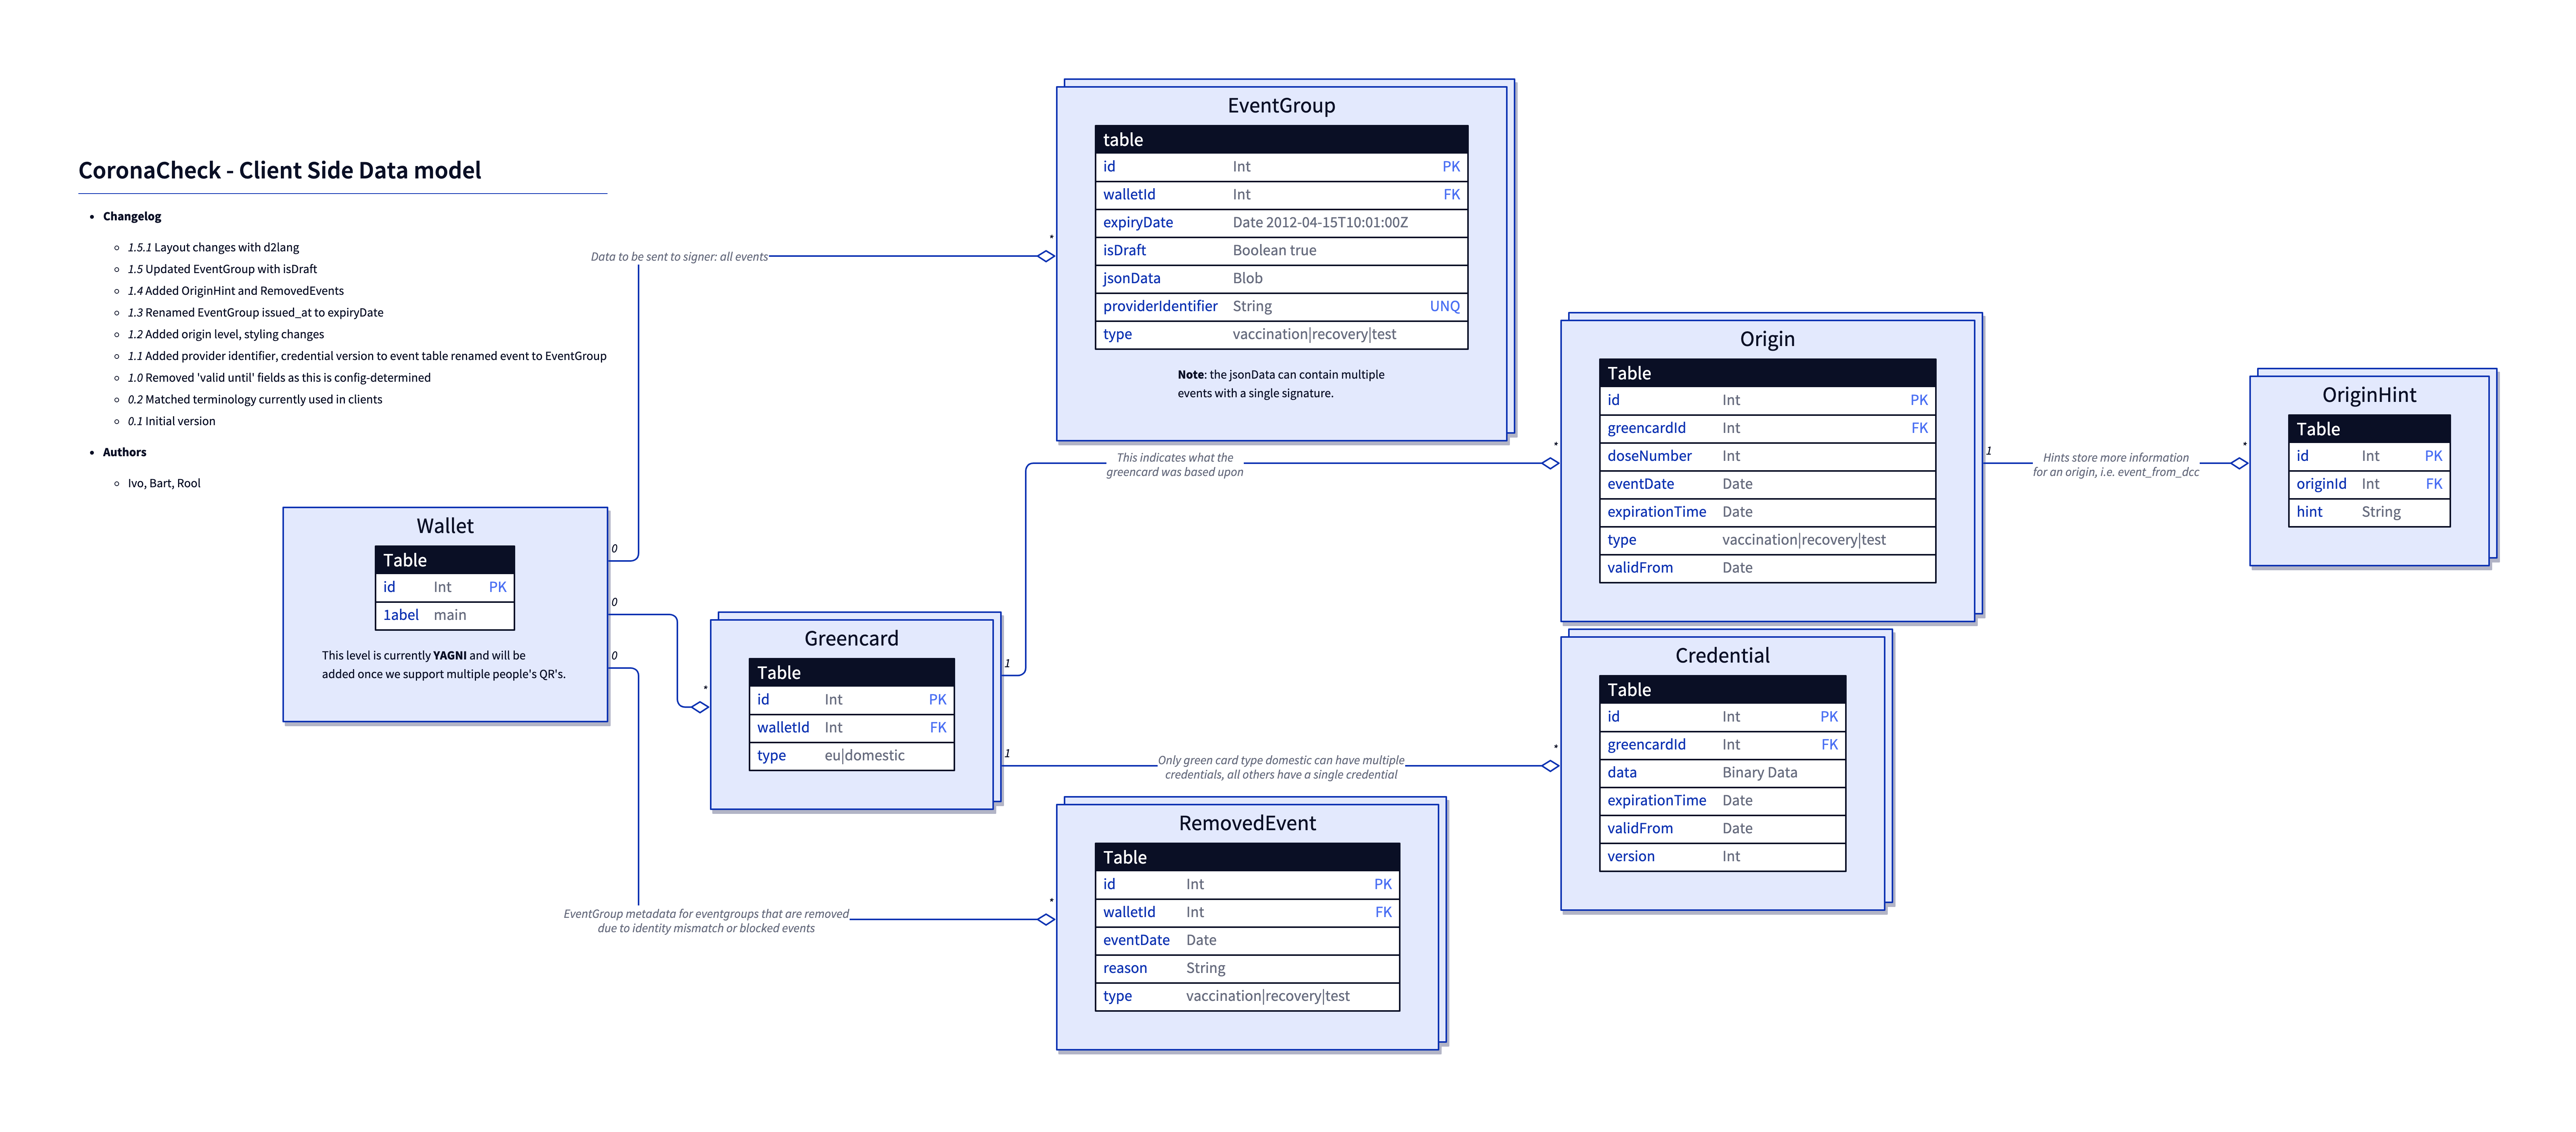 CoronaCheck - Client Side Data model
Changelog
1.5.1 Layout changes with d2lang
1.5 Updated EventGroup with isDraft
1.4 Added OriginHint and RemovedEvents
1.3 Renamed EventGroup issued_at to expiryDate
1.2 Added origin level, styling changes
1.1 Added provider identifier, credential version to event table renamed event to EventGroup
1.0 Removed 'valid until' fields as this is config-determined
0.2 Matched terminology currently used in clients
0.1 Initial version
Authors
Ivo, Bart, Rool
Wallet
Table
id Int PK
1abel main
This level is currently YAGNI and will be
added once we support multiple people's QR's.
0
0
0
Data to be sent to signer: all events
*
EventGroup
table
id Int PK
walletId Int FK
expiryDate Date 2012-04-15T10:01:00Z
isDraft Boolean true
jsonData Blob
providerIdentifier String UNQ
type vaccination|recovery|test
Note: the jsonData can contain multiple
events with a single signature.
*
Greencard
Table
id Int PK
walletId Int FK
type eu|domestic
1
1
This indicates what the
greencard was based upon
*
Origin
Table
id Int PK
greencardId Int FK
doseNumber Int
eventDate Date
expirationTime Date
type vaccination|recovery|test
validFrom Date
1
Hints store more information
for an origin, i.e. event_from_dcc
*
OriginHint
Table
id Int PK
originId Int FK
hint String
Only green card type domestic can have multiple
credentials, all others have a single credential
*
Credential
Table
id Int PK
greencardId Int FK
data Binary Data
expirationTime Date
validFrom Date
version Int
EventGroup metadata for eventgroups that are removed
due to identity mismatch or blocked events
*
RemovedEvent
Table
id Int PK
walletId Int FK
eventDate Date
reason String
type vaccination|recovery|test